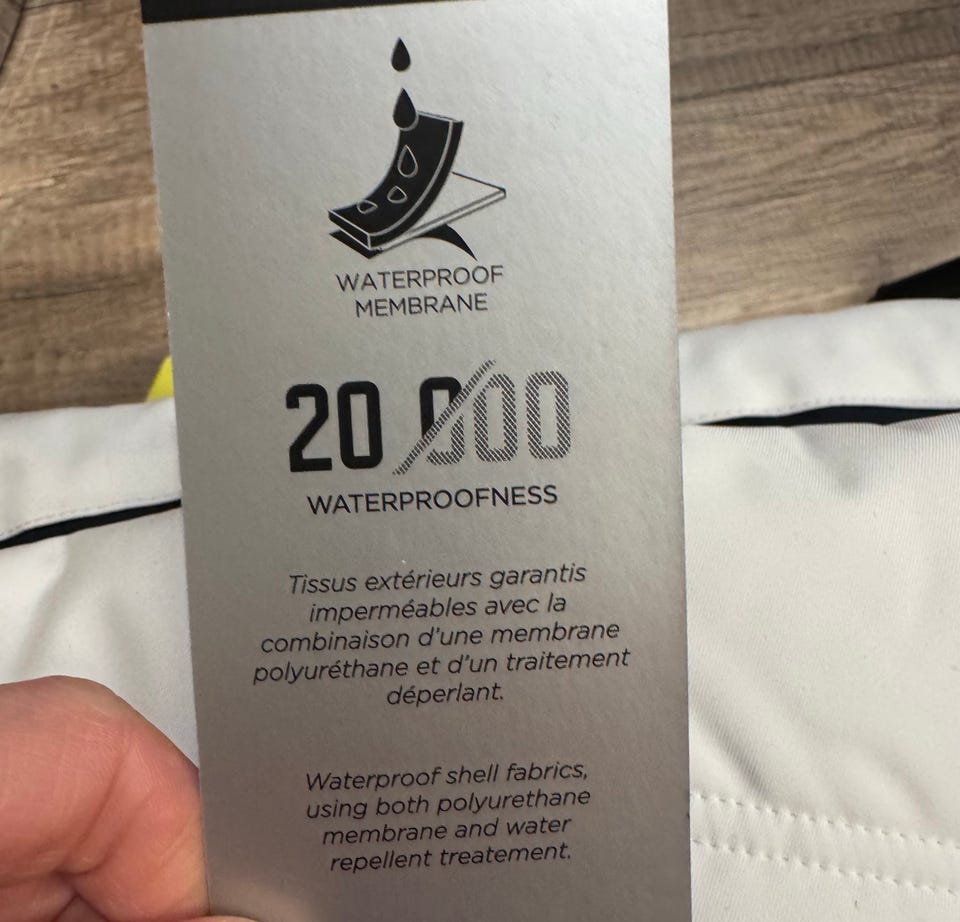 WATERPROOF
MEMBRANE
20 000
WATERPROOFNESS
Tissus extérieurs garantis
imperméables avec la
combinaison d'une membrane
polyuréthane et d'un traitement
déperlant.
Waterproof shell fabrics,
using both polyurethane
membrane and water
repellent treatement.